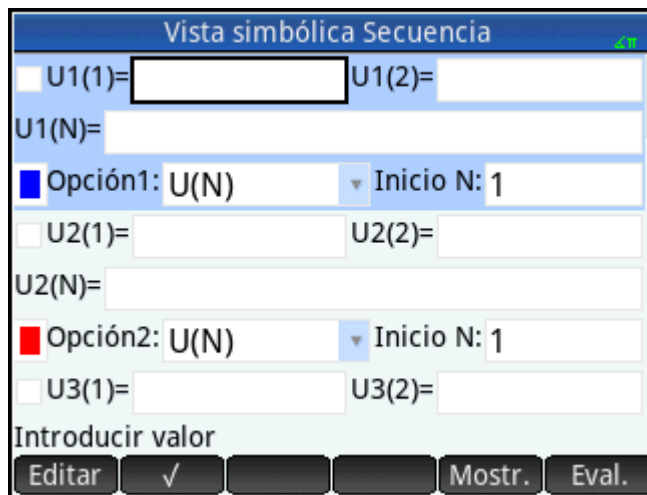 Vista simbólica Secuencia
∡π
U1(1)= U1(2)=
U1(N)=
Opción1: U(N) Inicio N: 1
U2(1)= U2(2)=
U2(N)=
Opción2: U(N) Inicio N: 1
U3(1)= U3(2)=
Introducir valor
Editar √ Mostr. Eval.